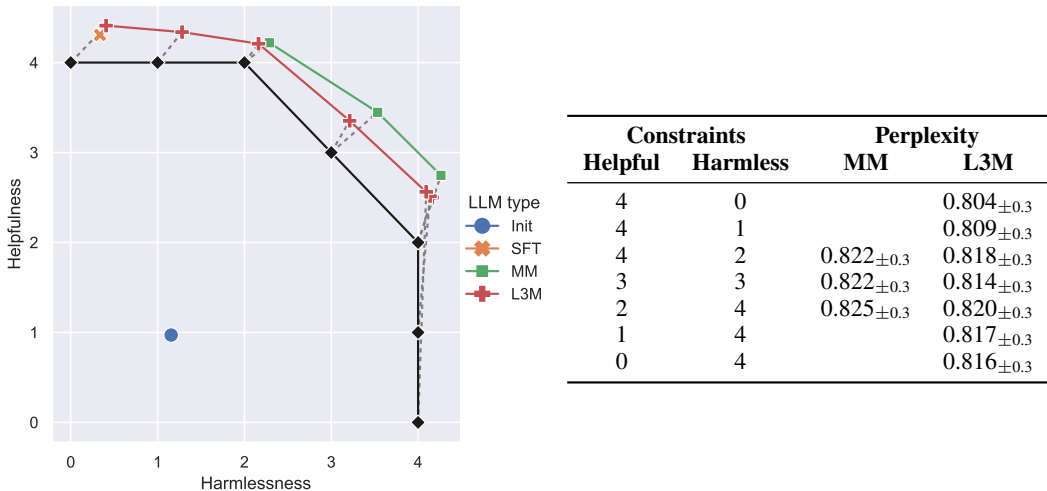 4
3
2
1
0
Helpfulness
0 1 2 3 4
Harmlessness
LLM type
Init
SFT
MM
L3M
Constraints Perplexity
Helpful Harmless MM L3M
4 0 0.804±0.3
4 1 0.809±0.3
4 2 0.822±0.3 0.818±0.3
3 3 0.822±0.3 0.814±0.3
2 4 0.825±0.3 0.820±0.3
1 4 0.817±0.3
0 4 0.816±0.3